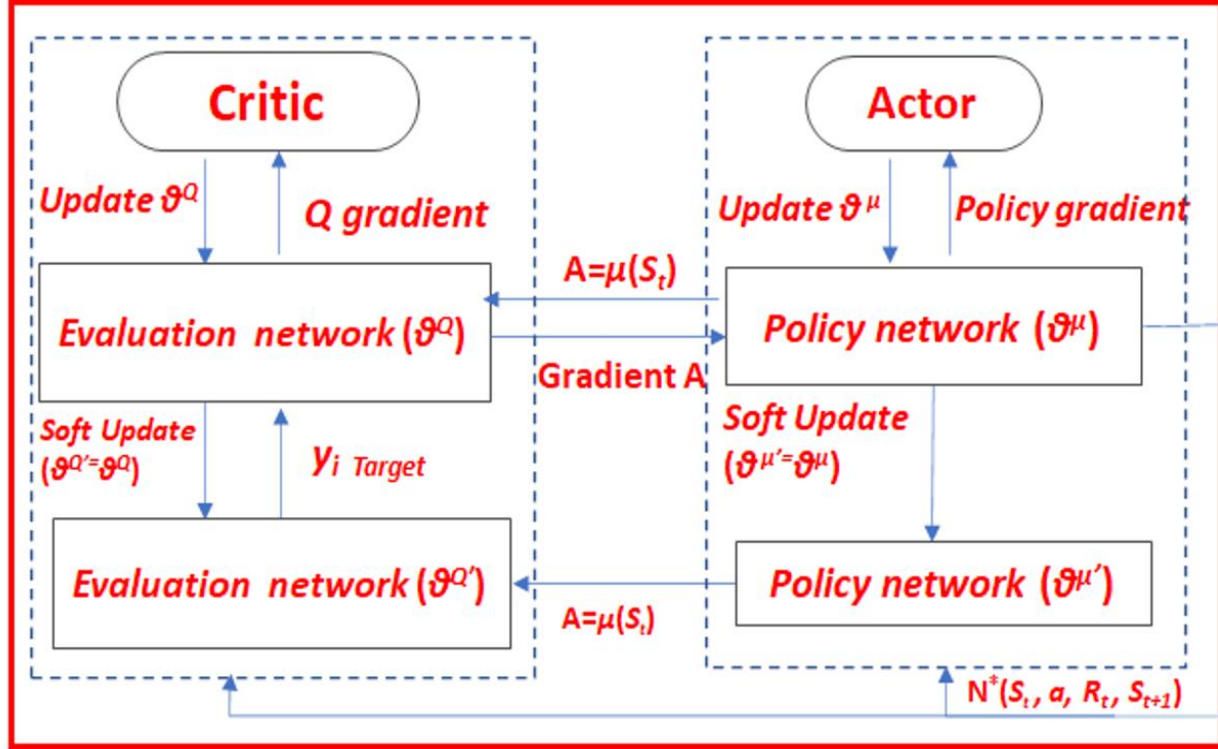 Critic
Update ϑ^Q
Q gradient
Evaluation network (ϑ^Q)
Soft Update
(ϑ^Q'=ϑ^Q)
y_i Target
Evaluation network (ϑ^Q')
A=μ(S_t)
Gradient A
A=μ(S_t)
Actor
Update ϑ^μ
Policy gradient
Policy network (ϑ^μ)
Soft Update
(ϑ^μ'=ϑ^μ)
Policy network (ϑ^μ')
N*(S_t, a, R_t, S_t+1)